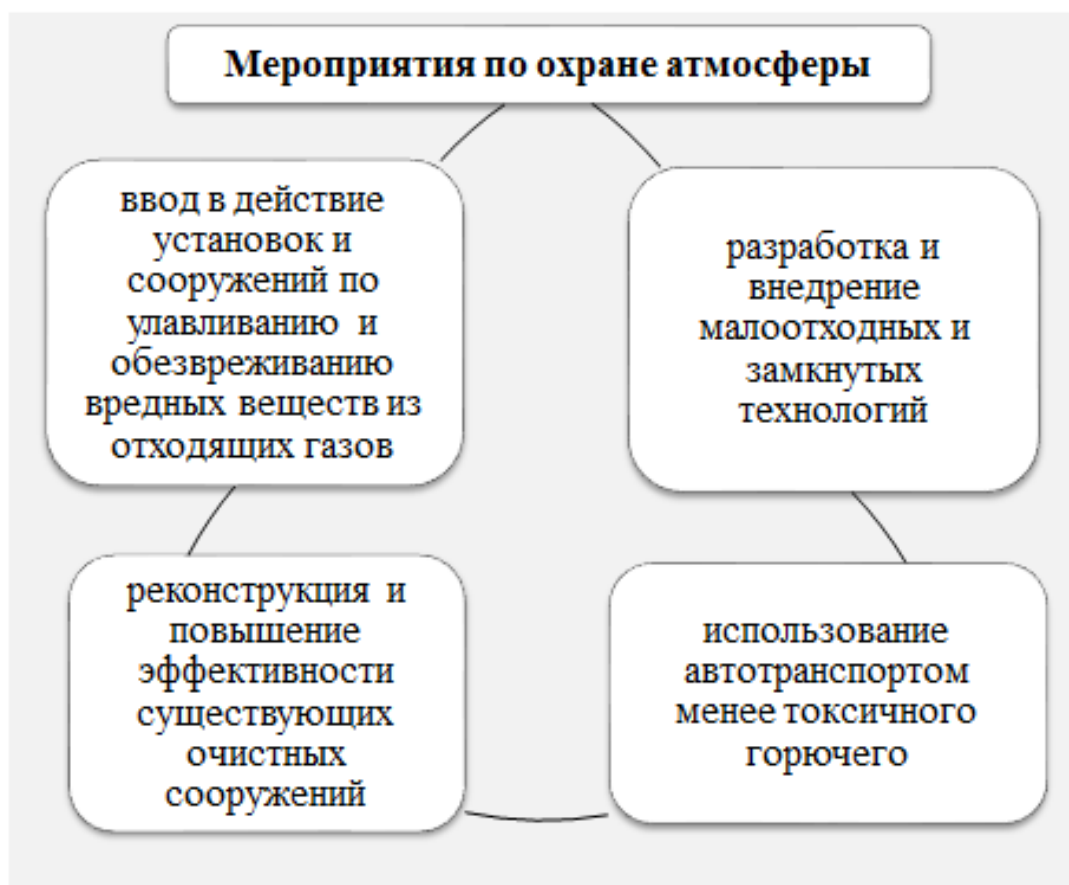 Мероприятия по охране атмосферы
ввод в действие
установок и
сооружений по
улавливанию и
обезвреживанию
вредных веществ из
отходящих газов
разработка и
внедрение
малоотходных и
замкнутых
технологий
реконструкция и
повышение
эффективности
существующих
очистных
сооружений
использование
автотранспортом
менее токсичного
горючего